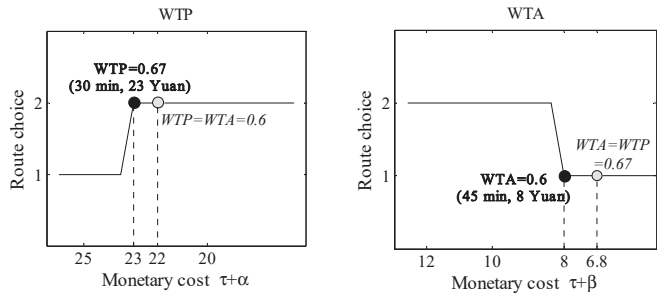 WTP
WTP=0.67
(30 min, 23 Yuan)
WTP=WTA=0.6
Route choice
2
1
25
23
22
20
Monetary cost τ+α
WTA
WTA=WTP
=0.67
WTA=0.6
(45 min, 8 Yuan)
Route choice
2
1
12
10
8
6.8
Monetary cost τ+β